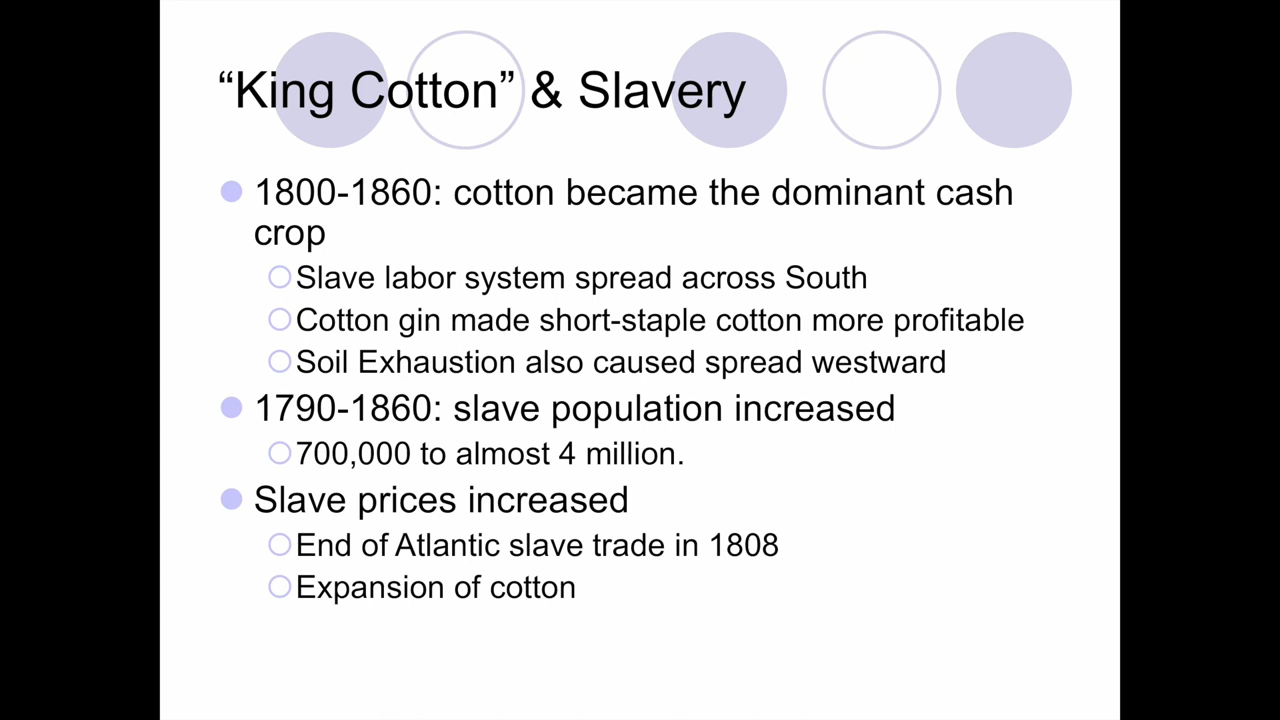 “King Cotton” & Slavery
1800-1860: cotton became the dominant cash
crop
Slave labor system spread across South
Cotton gin made short-staple cotton more profitable
Soil Exhaustion also caused spread westward
1790-1860: slave population increased
700,000 to almost 4 million.
Slave prices increased
End of Atlantic slave trade in 1808
Expansion of cotton